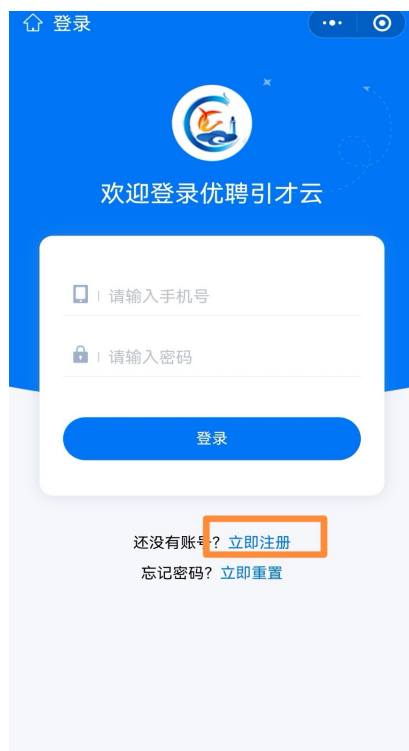 登录
欢迎登录优聘引才云
请输入手机号
请输入密码
登录
还没有账号？立即注册
忘记密码？立即重置